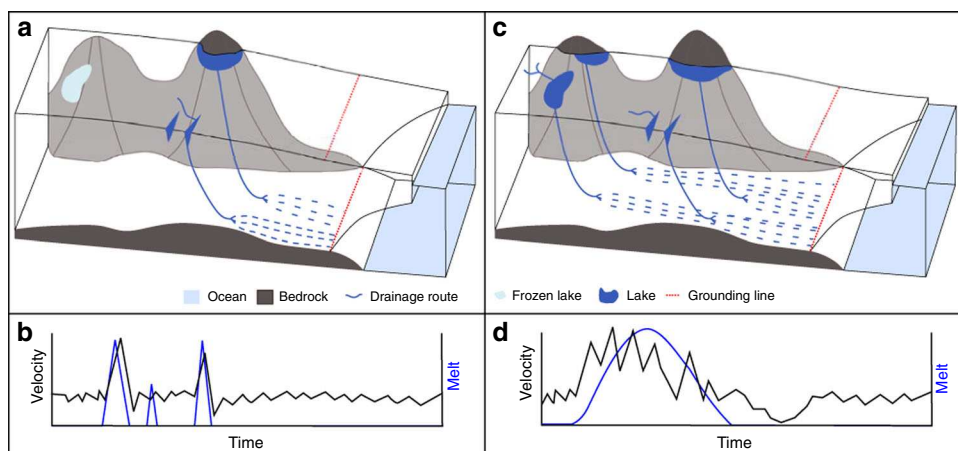 a
c
Ocean
Bedrock
Drainage route
Frozen lake
Lake
Grounding line
b
Velocity
Melt
Time
d
Velocity
Melt
Time